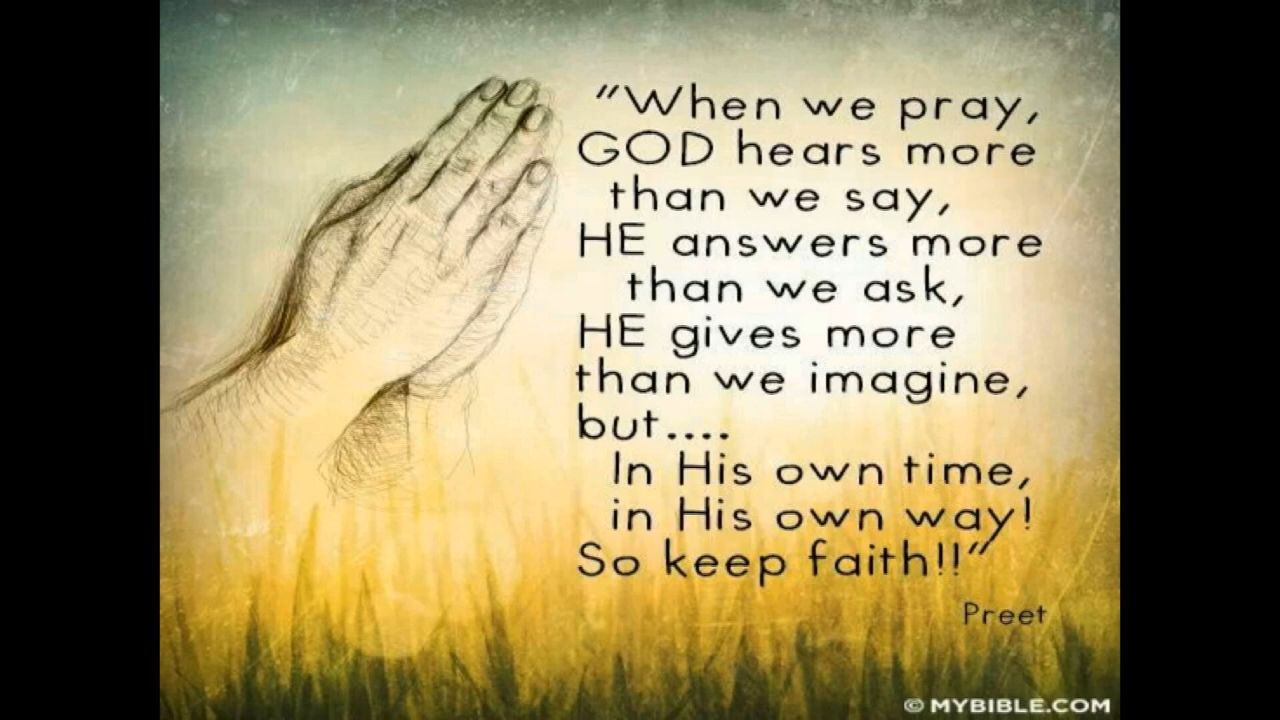 “When we pray,
GOD hears more
than we say,
HE answers more
than we ask,
HE gives more
than we imagine,
but....
In His own time,
in His own way!
So keep faith!!”
Preet
© MYBIBLE.COM